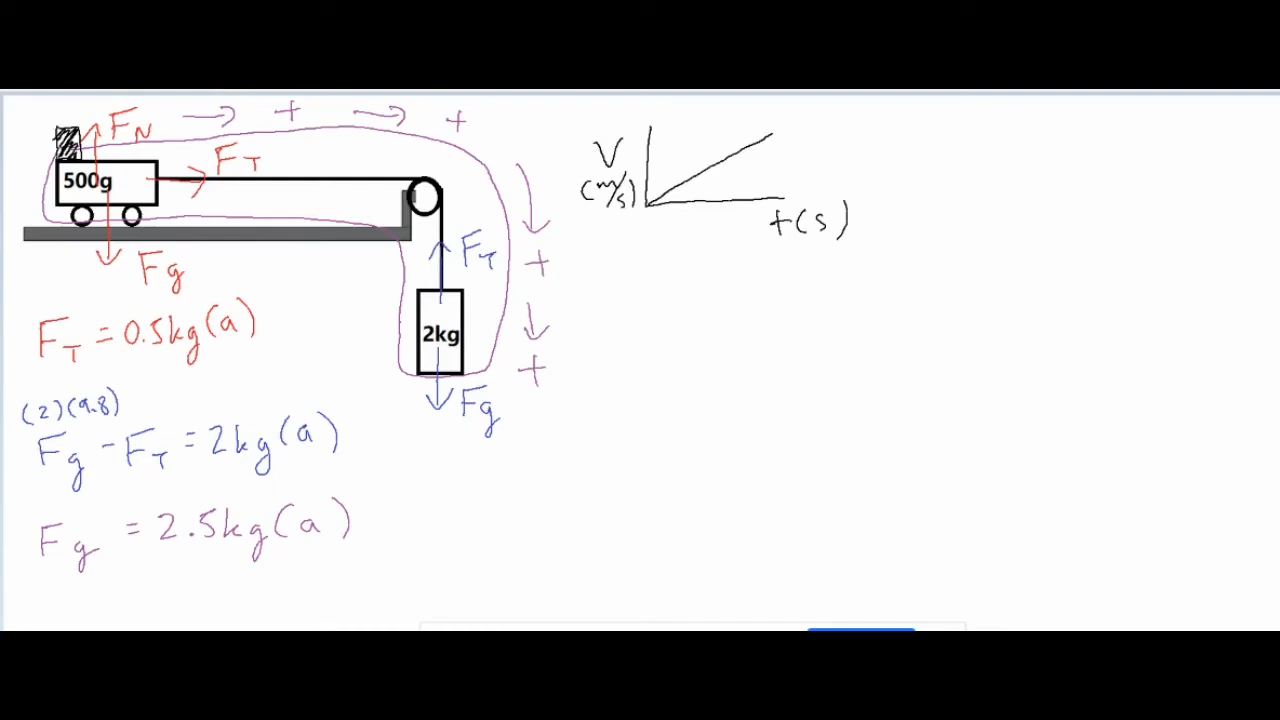 F_N → + → +
F_T
500g
F_g
+
F_T
2kg
+
F_g
F_T = 0.5kg(a)
(2)(9.8)
F_g - F_T = 2kg(a)
F_g = 2.5kg(a)
V
(m/s)
t(s)